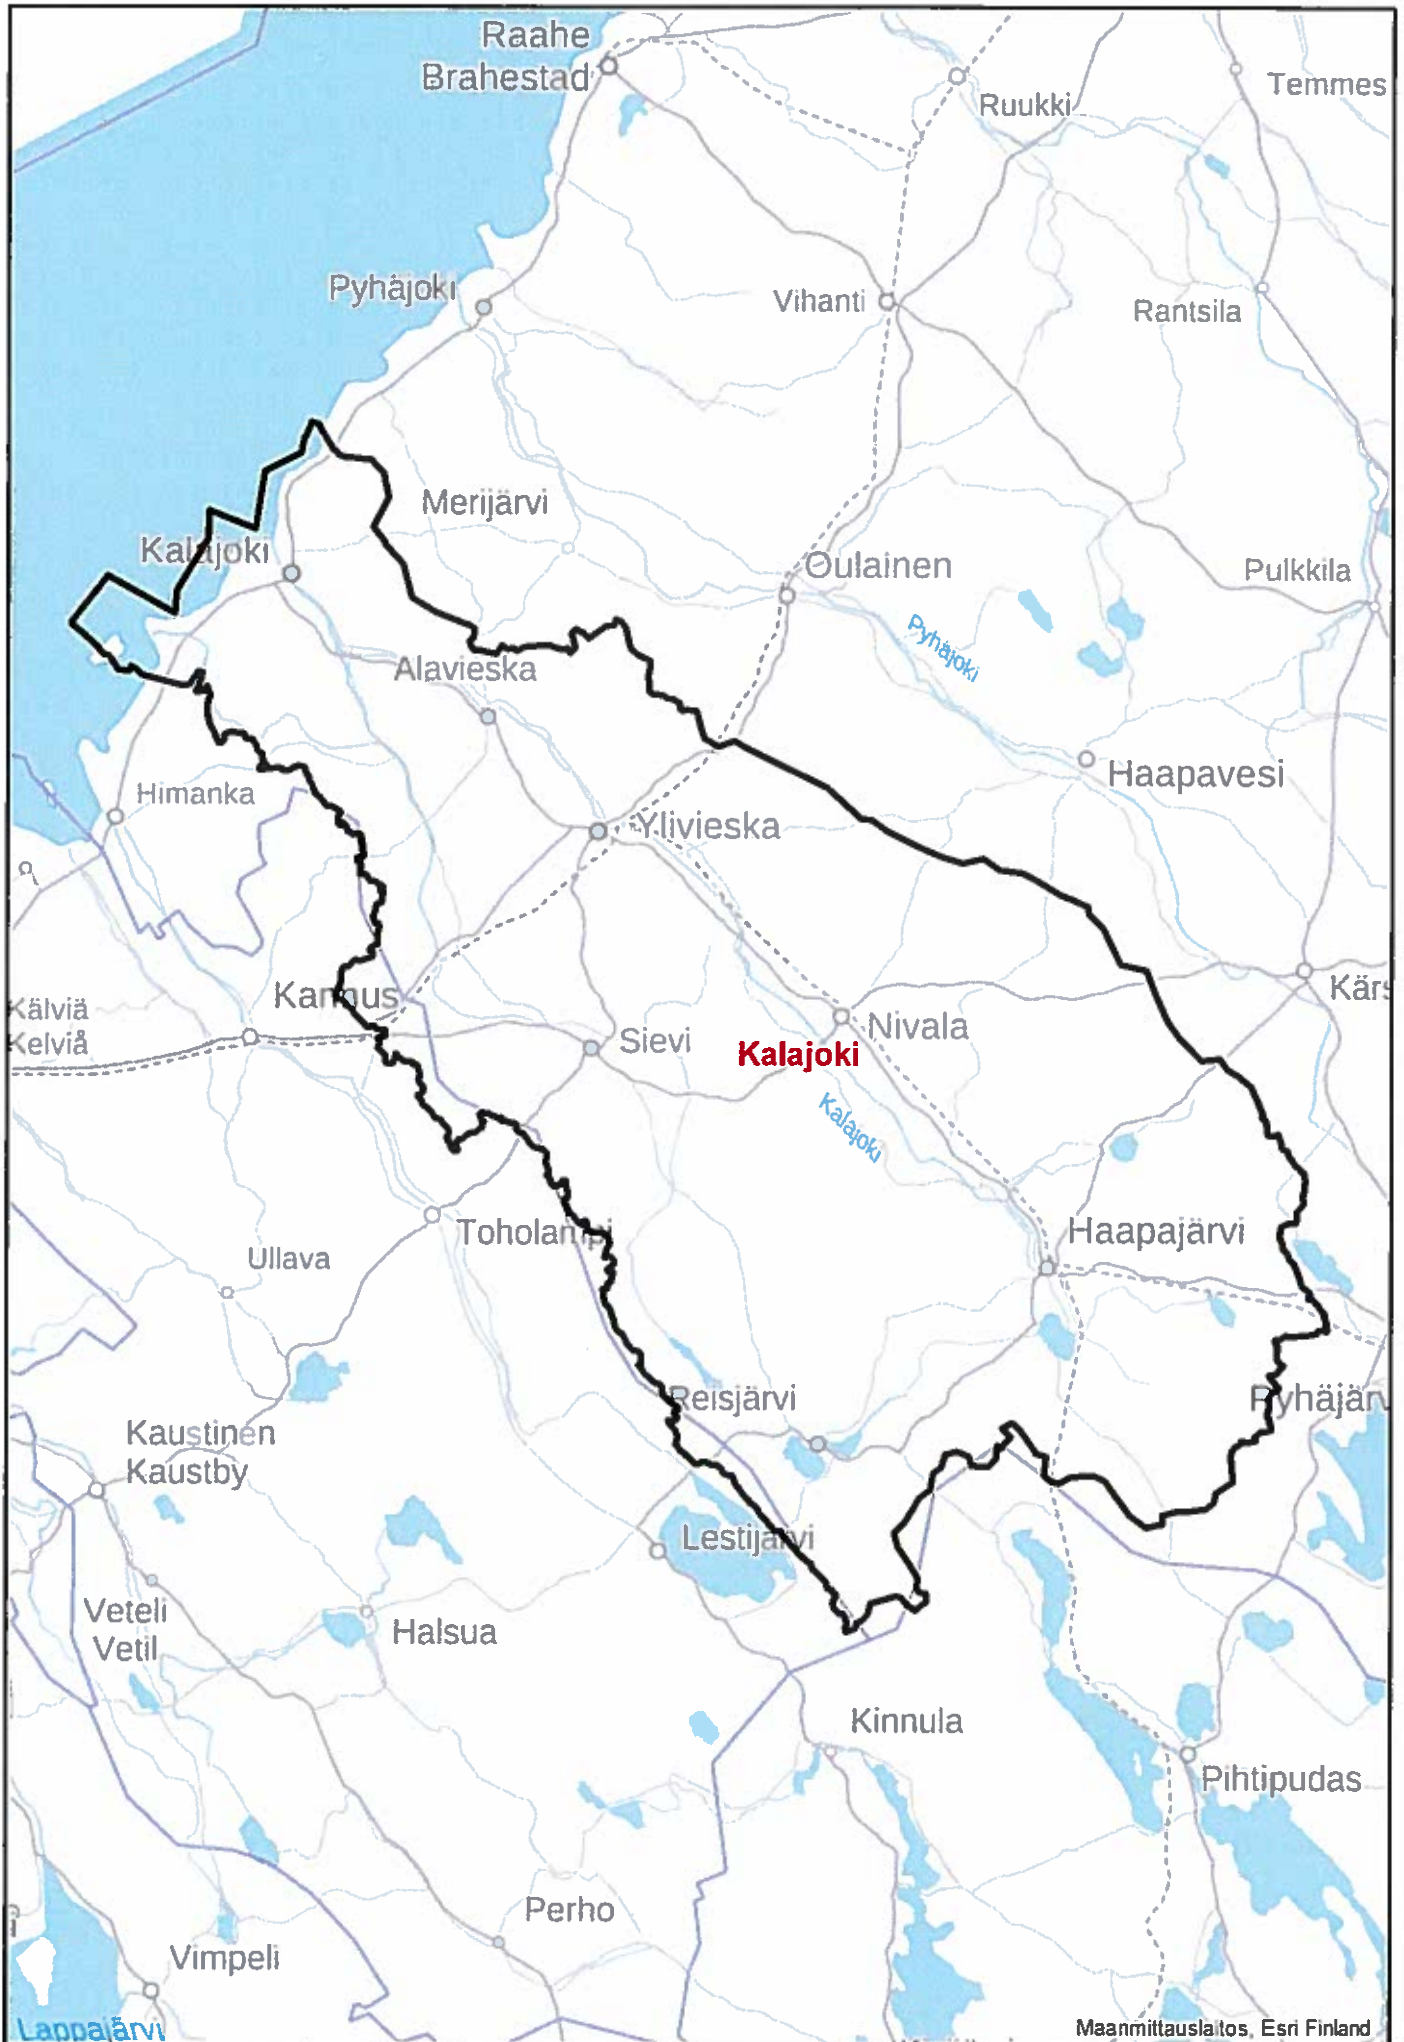 Raahe
Brahestad
Ruukki
Temmes
Pyhäjoki
Vihanti
Rantsila
Merijärvi
Kalajoki
Oulainen
Pulkkila
Pyhäjoki
Alavieska
Haapavesi
Himanka
Ylivieska
Kannus
Kärs
Kälviä
Kelviå
Sievi
Nivala
Kalajoki
Kalajoki
Toholampi
Haapajärvi
Ullava
Reisjärvi
Pyhäjärv
Kaustinen
Kaustby
Lestijärvi
Veteli
Vetil
Halsua
Kinnula
Pihtipudas
Perho
Vimpeli
Lappajärvi
Maanmittauslaitos, Esri Finland